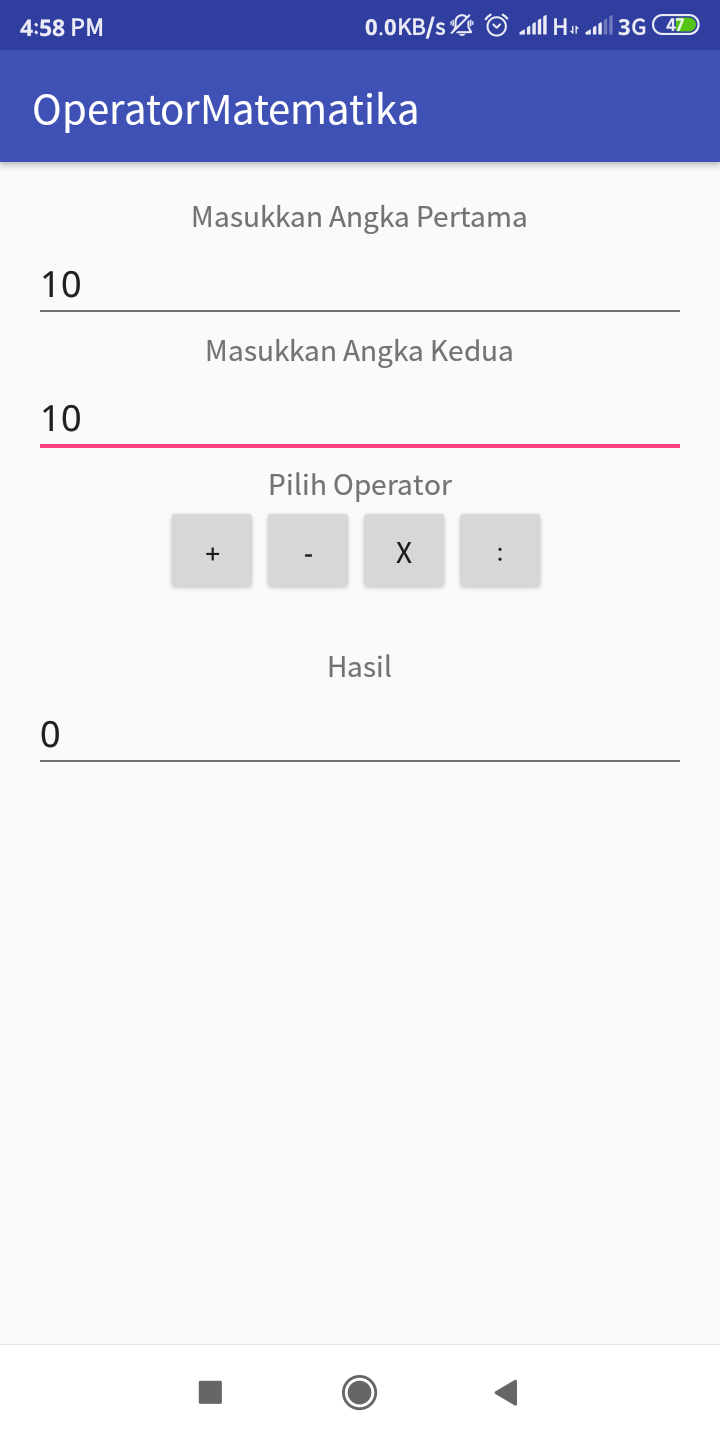 4:58 PM 0.0KB/s H 3G 47
OperatorMatematika
Masukkan Angka Pertama
10
Masukkan Angka Kedua
10
Pilih Operator
+ - X :
Hasil
0